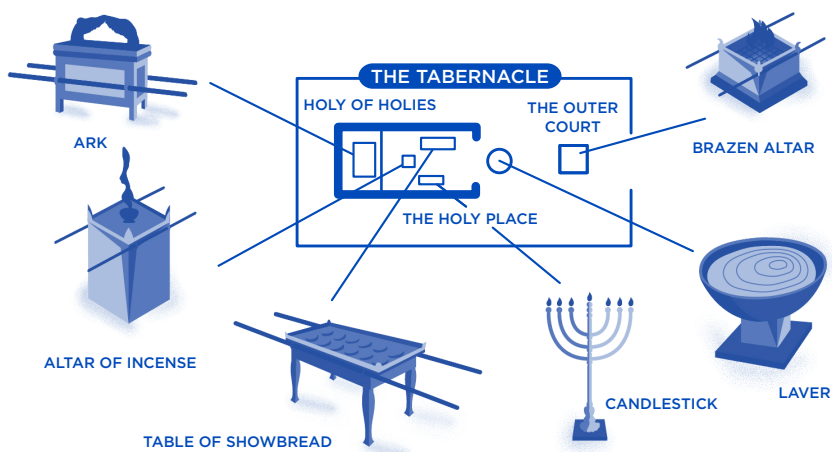 THE TABERNACLE
HOLY OF HOLIES
THE OUTER
COURT
ARK
BRAZEN ALTAR
THE HOLY PLACE
ALTAR OF INCENSE
LAVER
CANDLESTICK
TABLE OF SHOWBREAD